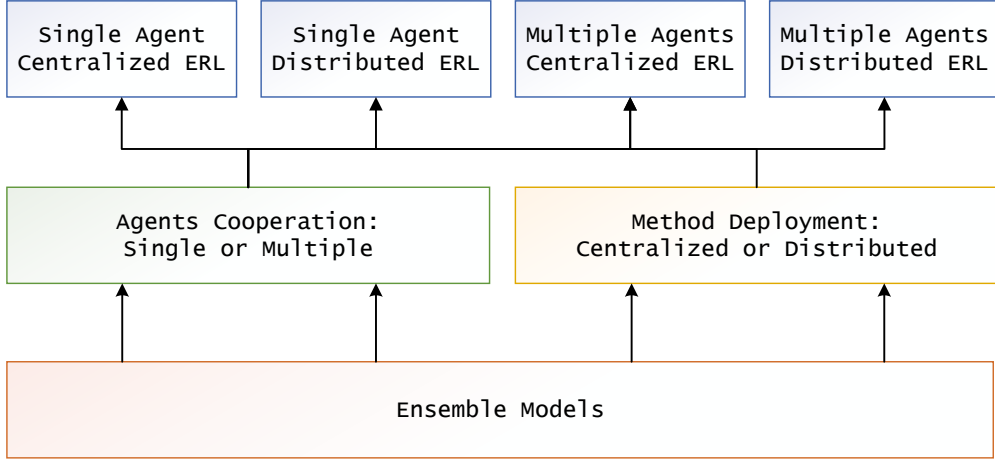 Single Agent
Centralized ERL
Single Agent
Distributed ERL
Multiple Agents
Centralized ERL
Multiple Agents
Distributed ERL
Agents Cooperation:
Single or Multiple
Method Deployment:
Centralized or Distributed
Ensemble Models